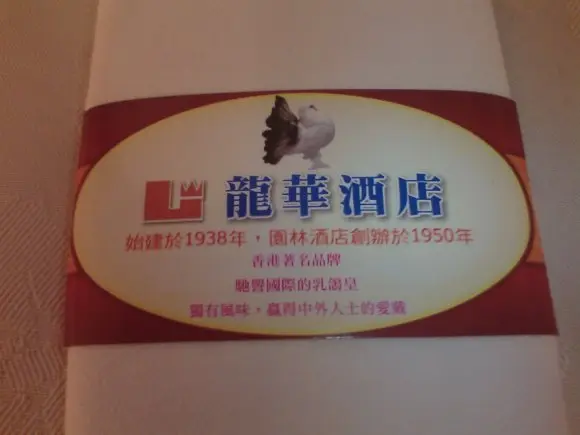 龍華酒店
始建於1938年，園林酒店創辦於1950年
香港著名品牌
馳譽國際的乳鴿皇
獨有風味，贏得中外人士的愛戴